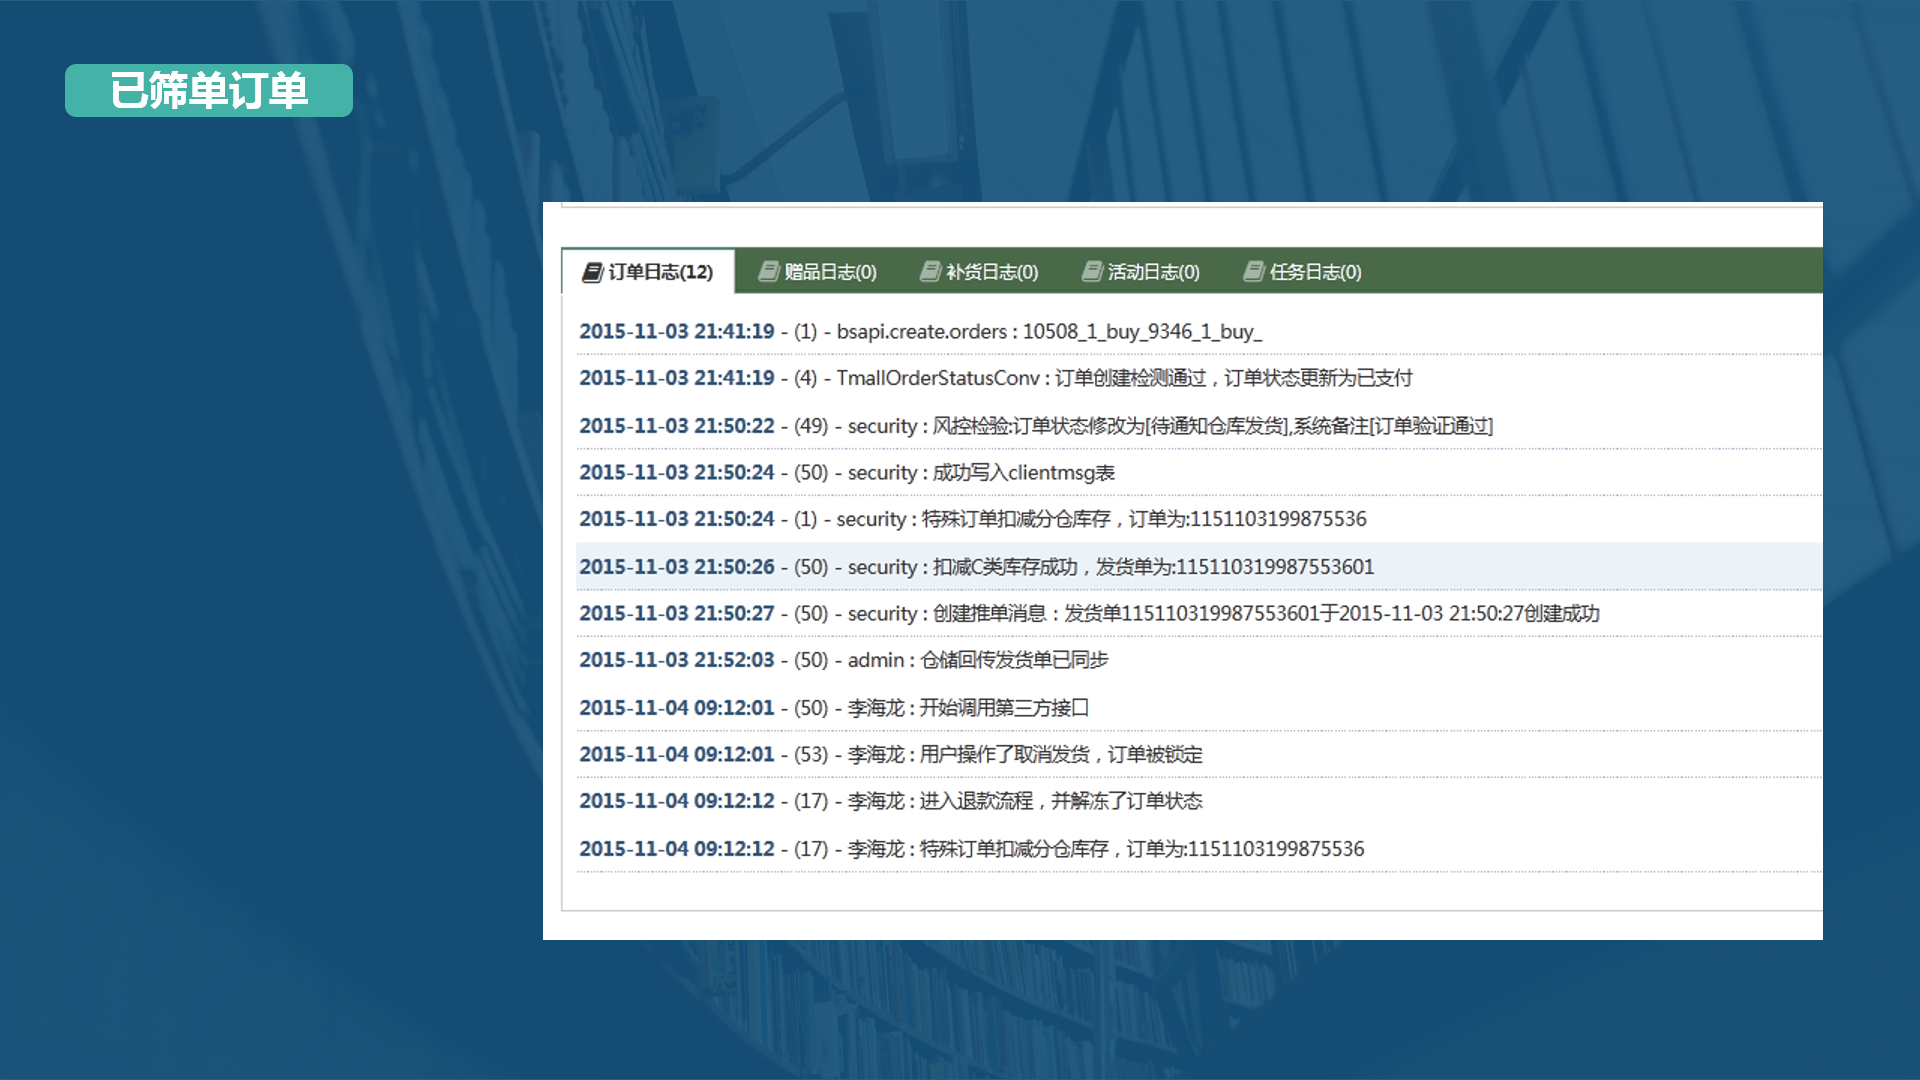 已筛单订单
订单日志(12) 赠品日志(0) 补货日志(0) 活动日志(0) 任务日志(0)
2015-11-03 21:41:19 - (1) - bsapi.create.orders : 10508_1_buy_9346_1_buy_
2015-11-03 21:41:19 - (4) - TmallOrderStatusConv : 订单创建检测通过，订单状态更新为已支付
2015-11-03 21:50:22 - (49) - security : 风控检验:订单状态修改为[待通知仓库发货],系统备注[订单验证通过]
2015-11-03 21:50:24 - (50) - security : 成功写入clientmsg表
2015-11-03 21:50:24 - (1) - security : 特殊订单扣减分仓库存，订单为:1151103199875536
2015-11-03 21:50:26 - (50) - security : 扣减C类库存成功，发货单为:115110319987553601
2015-11-03 21:50:27 - (50) - security : 创建推单消息：发货单115110319987553601于2015-11-03 21:50:27创建成功
2015-11-03 21:52:03 - (50) - admin : 仓储回传发货单已同步
2015-11-04 09:12:01 - (50) - 李海龙 : 开始调用第三方接口
2015-11-04 09:12:01 - (53) - 李海龙 : 用户操作了取消发货，订单被锁定
2015-11-04 09:12:12 - (17) - 李海龙 : 进入退款流程，并解冻了订单状态
2015-11-04 09:12:12 - (17) - 李海龙 : 特殊订单扣减分仓库存，订单为:1151103199875536